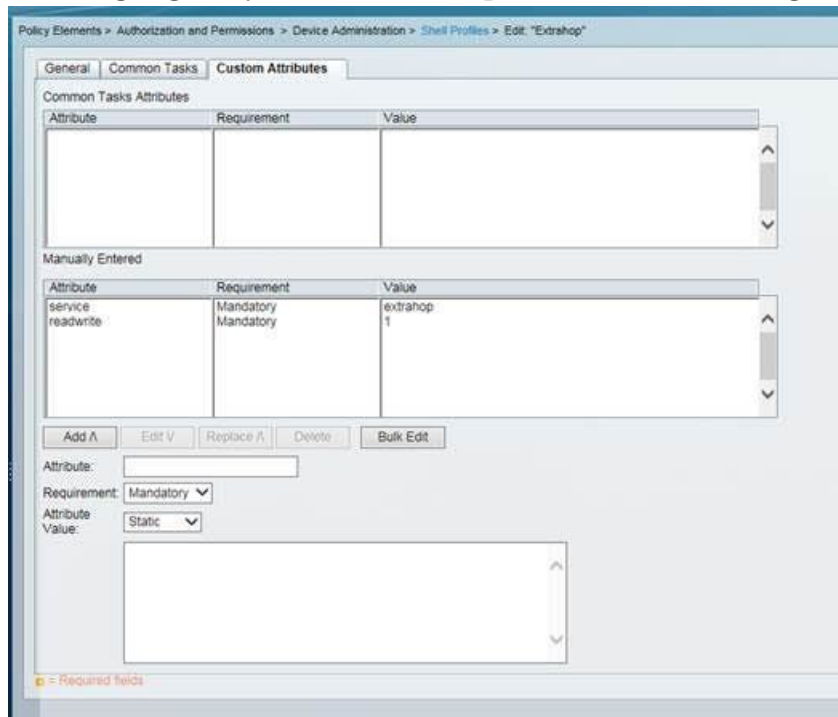 Policy Elements > Authorization and Permissions > Device Administration > Shell Profiles > Edit: "Extrahop"
General Common Tasks Custom Attributes
Common Tasks Attributes
Attribute Requirement Value
Manually Entered
Attribute Requirement Value
service Mandatory extrahop
readwrite Mandatory 1
Add /\ Edit V Replace /\ Delete Bulk Edit
Attribute:
Requirement: Mandatory
Attribute Value: Static
= Required fields